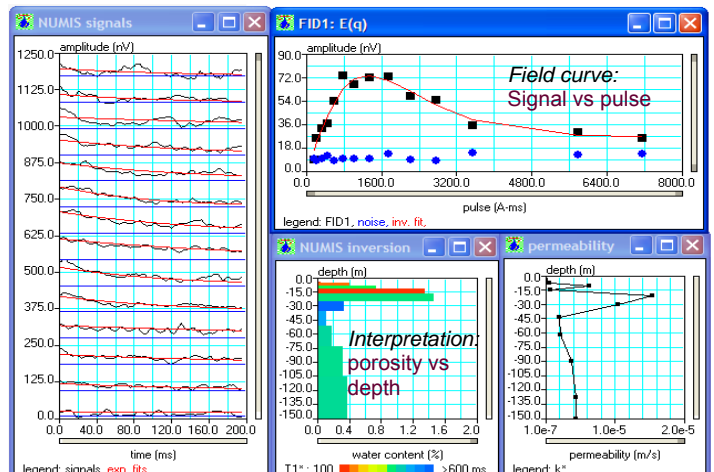 NUMIS signals
amplitude (nV)
1250.0
1125.0
1000.0
875.0
750.0
625.0
500.0
375.0
250.0
125.0
0.0
0.0 40.0 80.0 120.0 160.0 200.0
time (ms)
legend: signals, exp. fits,
FID1: E(q)
amplitude (nV)
90.0
72.0
54.0
36.0
18.0
0.0
0.0 1600.0 3200.0 4800.0 6400.0 8000.0
Field curve:
Signal vs pulse
pulse (A-ms)
legend: FID1, noise, inv. fit,
NUMIS inversion
depth (m)
0.0
-15.0
-30.0
-45.0
-60.0
-75.0
-90.0
-105.0
-120.0
-135.0
-150.0
0.0 0.4 0.8 1.2 1.6 2.0
Interpretation:
porosity vs
depth
water content (%)
T1*: 100 >600 ms
permeability
depth (m)
0.0
-15.0
-30.0
-45.0
-60.0
-75.0
-90.0
-105.0
-120.0
-135.0
-150.0
1.0e-7 1.0e-5 2.0e-5
permeability (m/s)
legend: k*